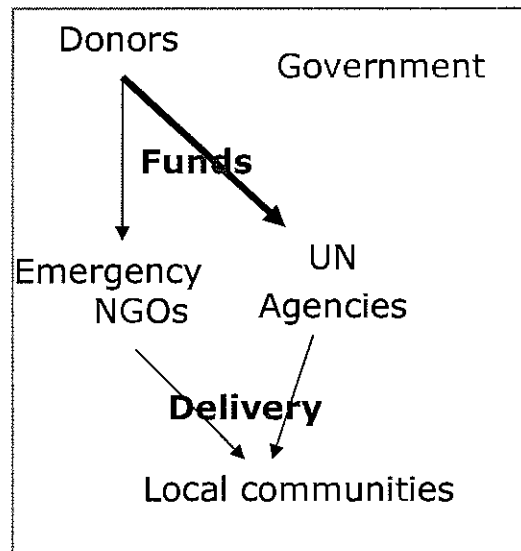 Donors
Government
Funds
Emergency
NGOs
UN
Agencies
Delivery
Local communities